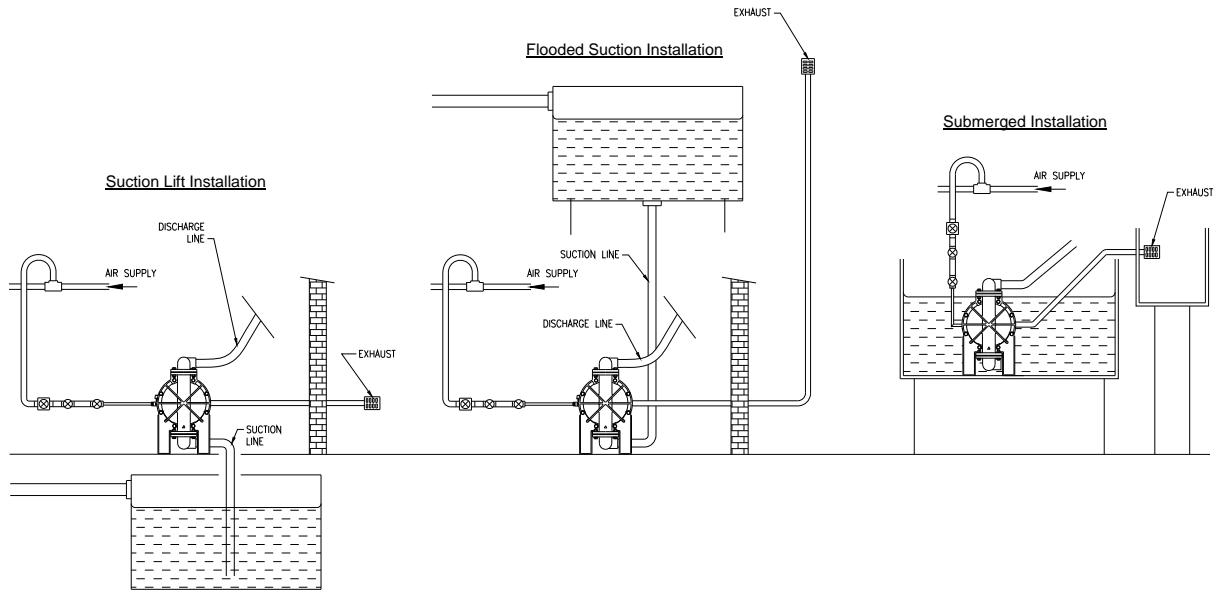 Suction Lift Installation
DISCHARGE
LINE
AIR SUPPLY
EXHAUST
SUCTION
LINE
Flooded Suction Installation
EXHAUST
AIR SUPPLY
SUCTION LINE
DISCHARGE LINE
Submerged Installation
AIR SUPPLY
EXHAUST